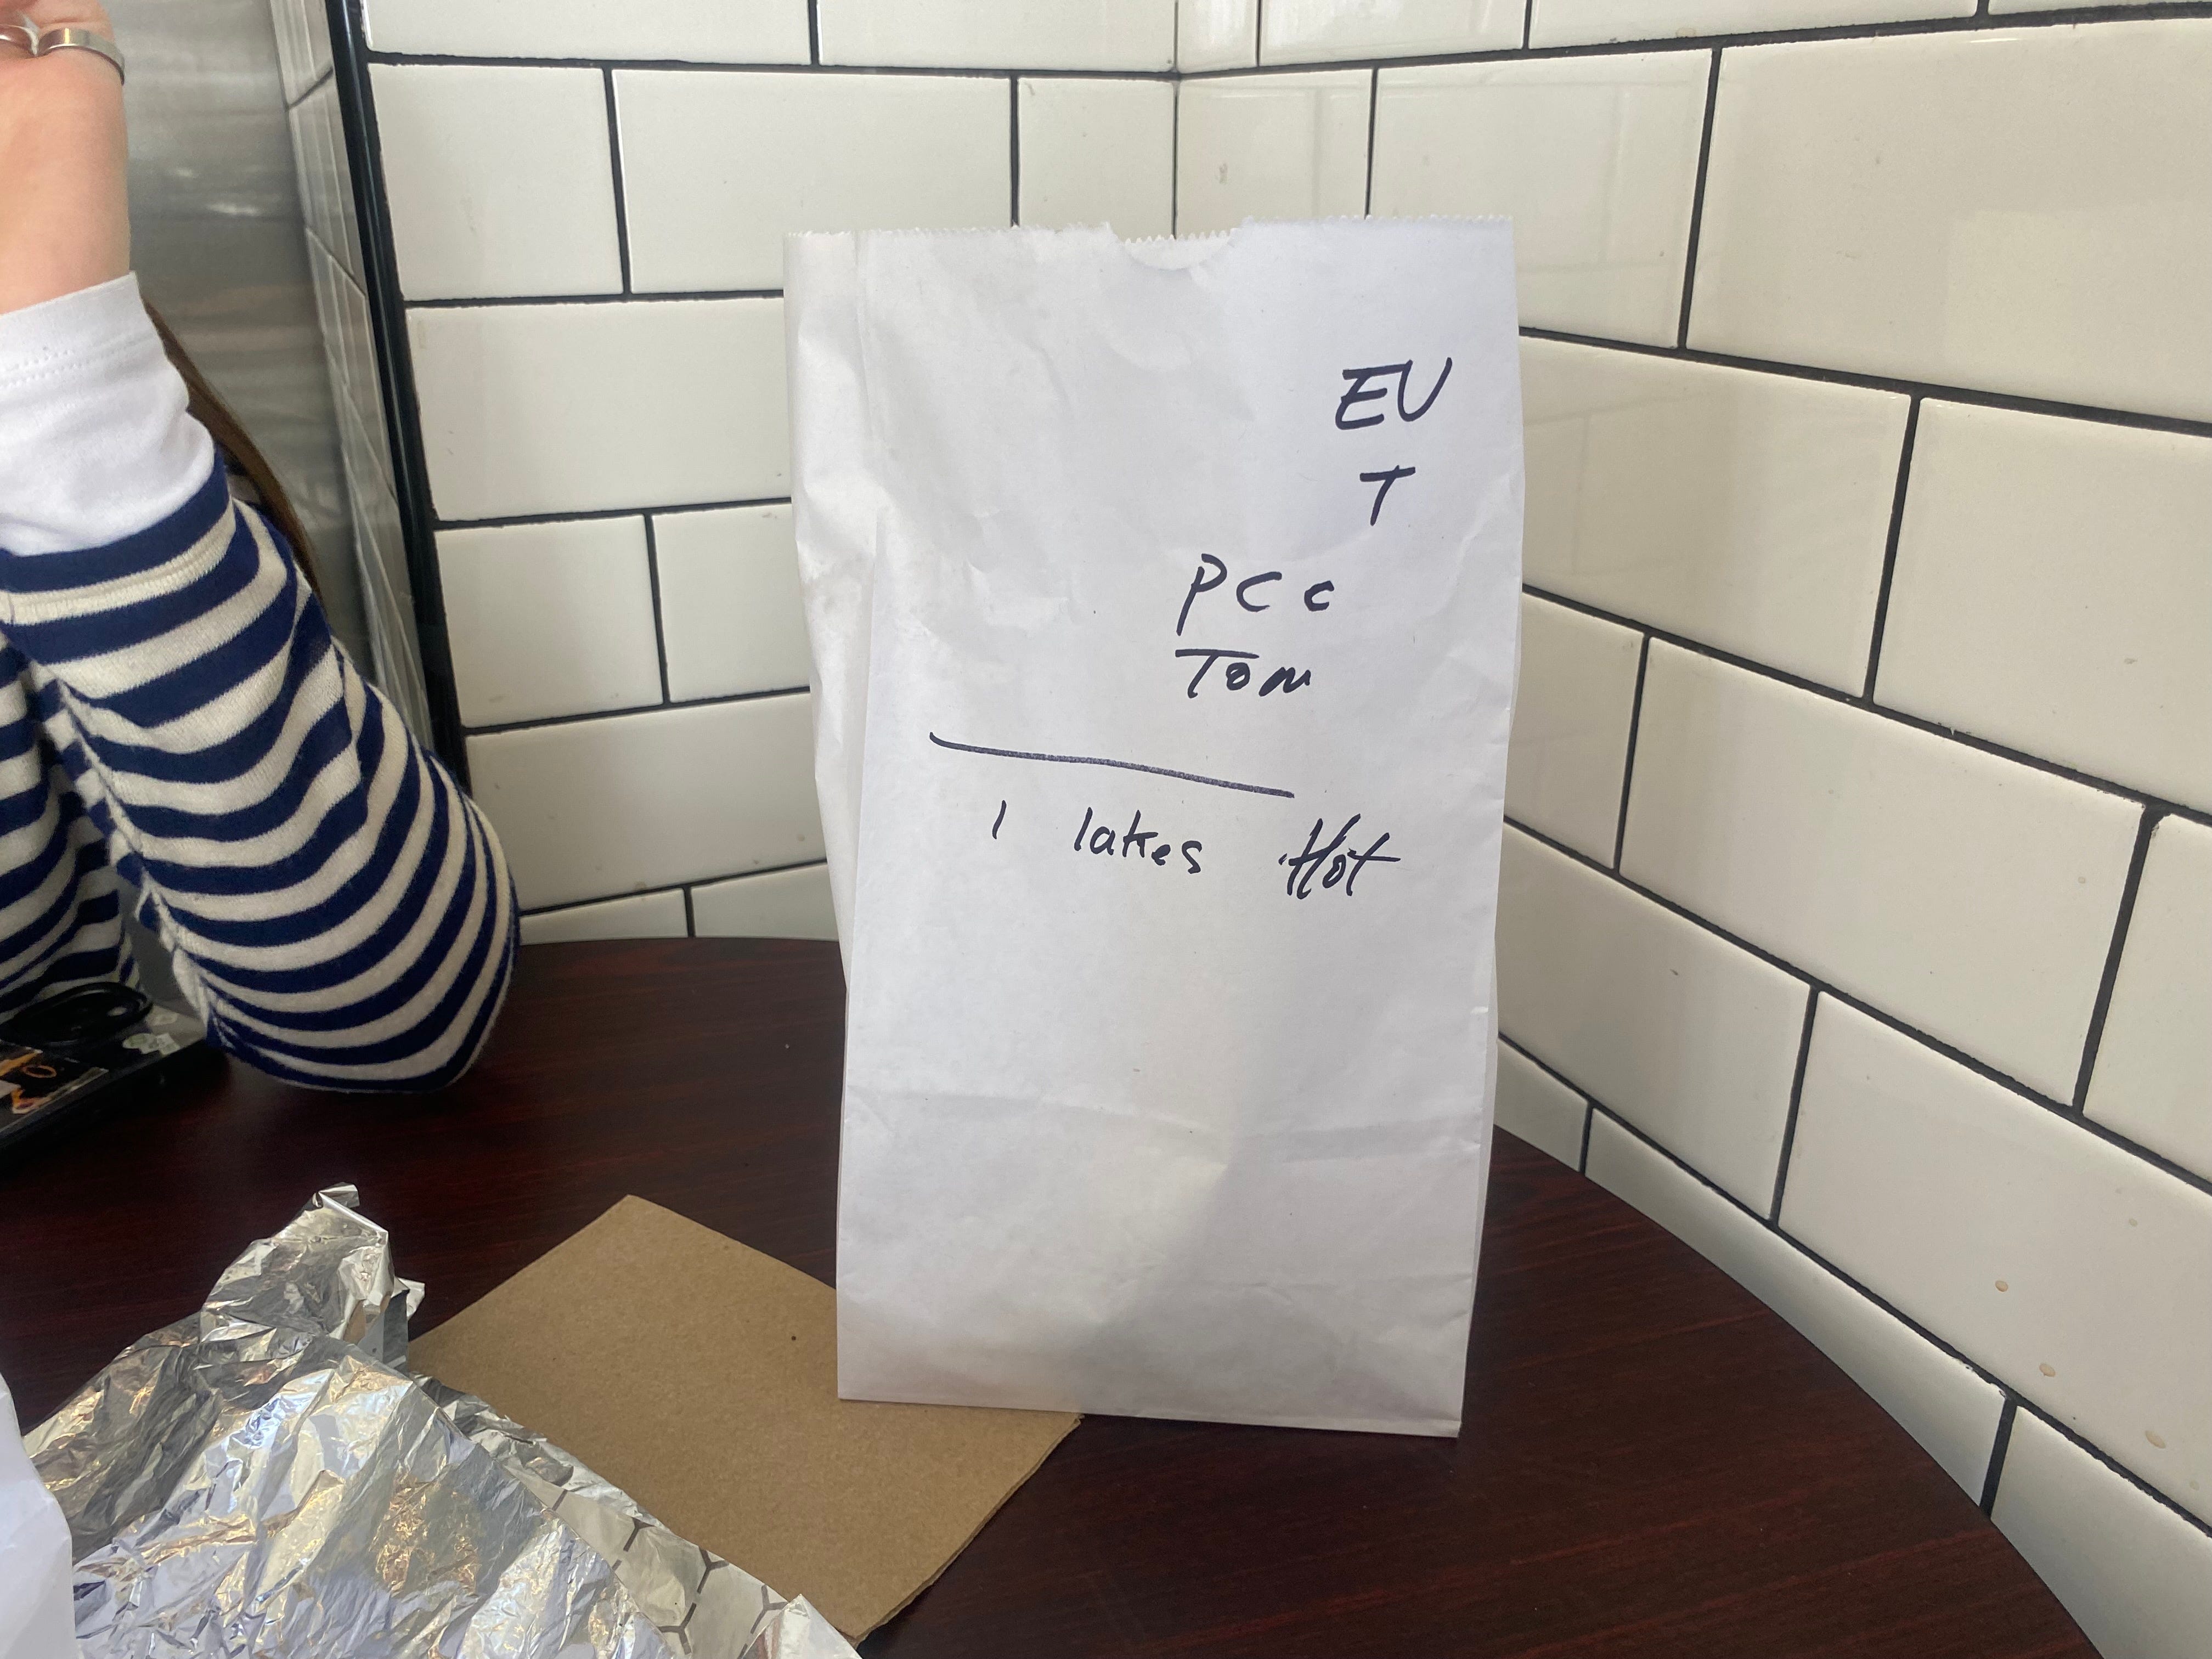 EU
T
PCC
Tom
1 lakes Hot